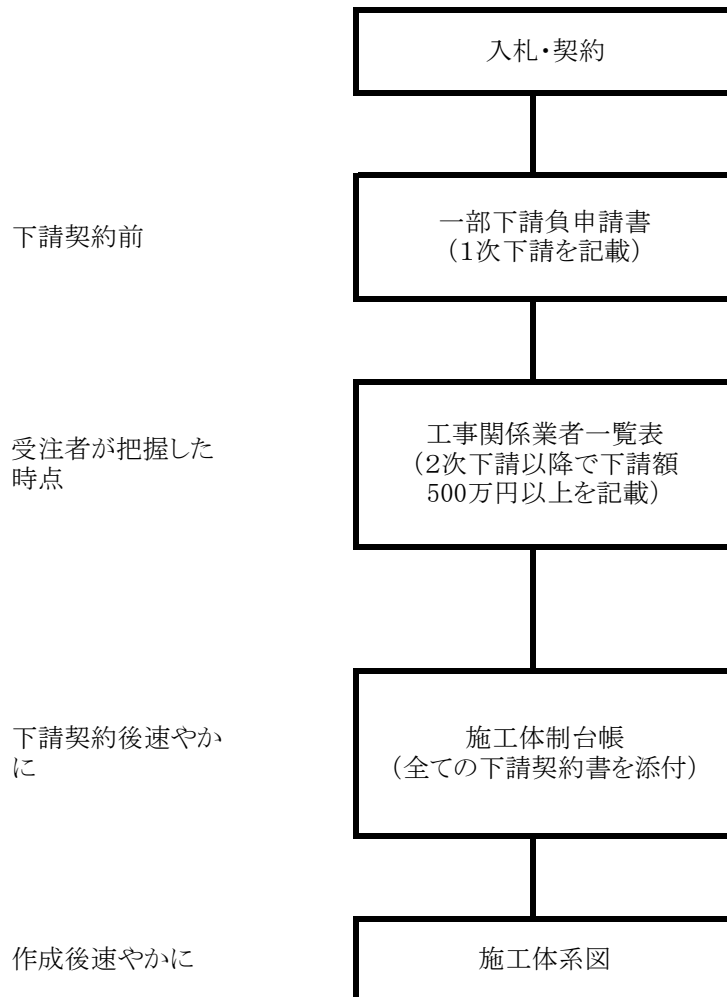 入札・契約
下請契約前
一部下請負申請書
（1次下請を記載）
受注者が把握した
時点
工事関係業者一覧表
（2次下請以降で下請額
500万円以上を記載）
下請契約後速やか
に
施工体制台帳
（全ての下請契約書を添付）
作成後速やかに
施工体系図